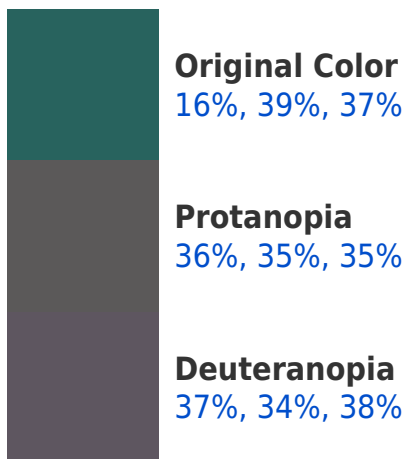 Original Color
16%, 39%, 37%
Protanopia
36%, 35%, 35%
Deuteranopia
37%, 34%, 38%